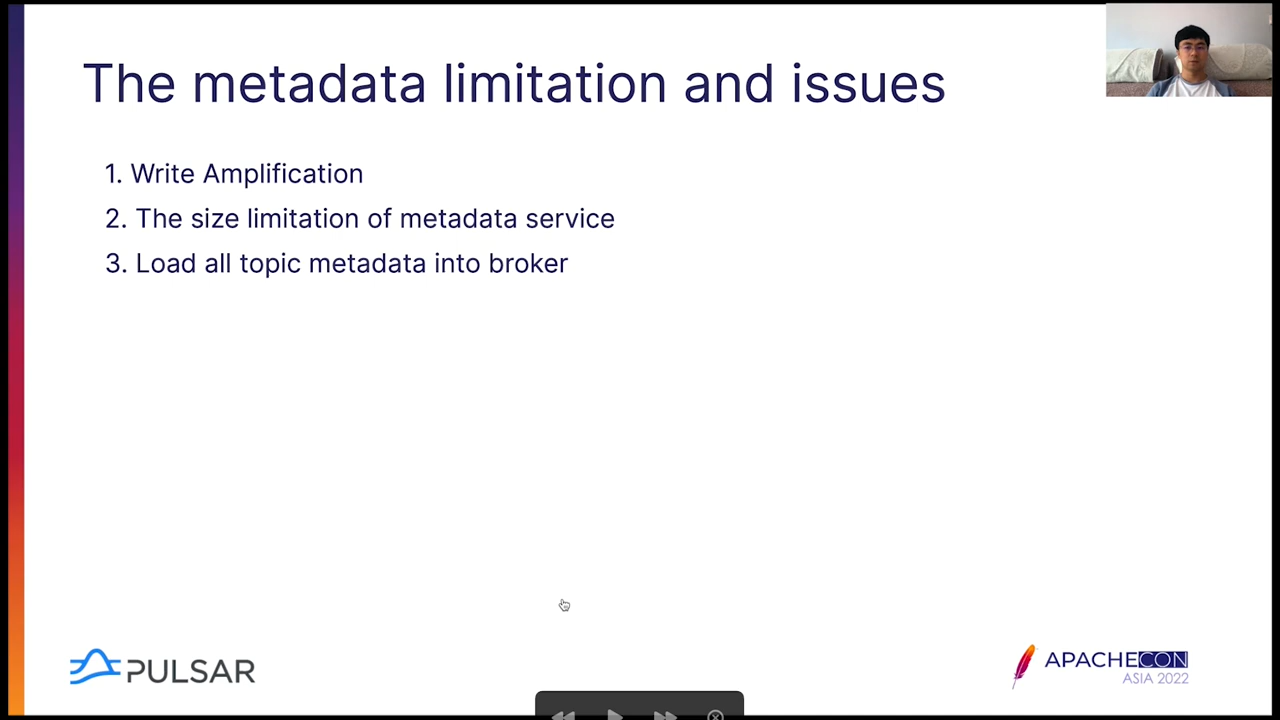 The metadata limitation and issues
1. Write Amplification
2. The size limitation of metadata service
3. Load all topic metadata into broker
PULSAR
APACHECON
ASIA 2022